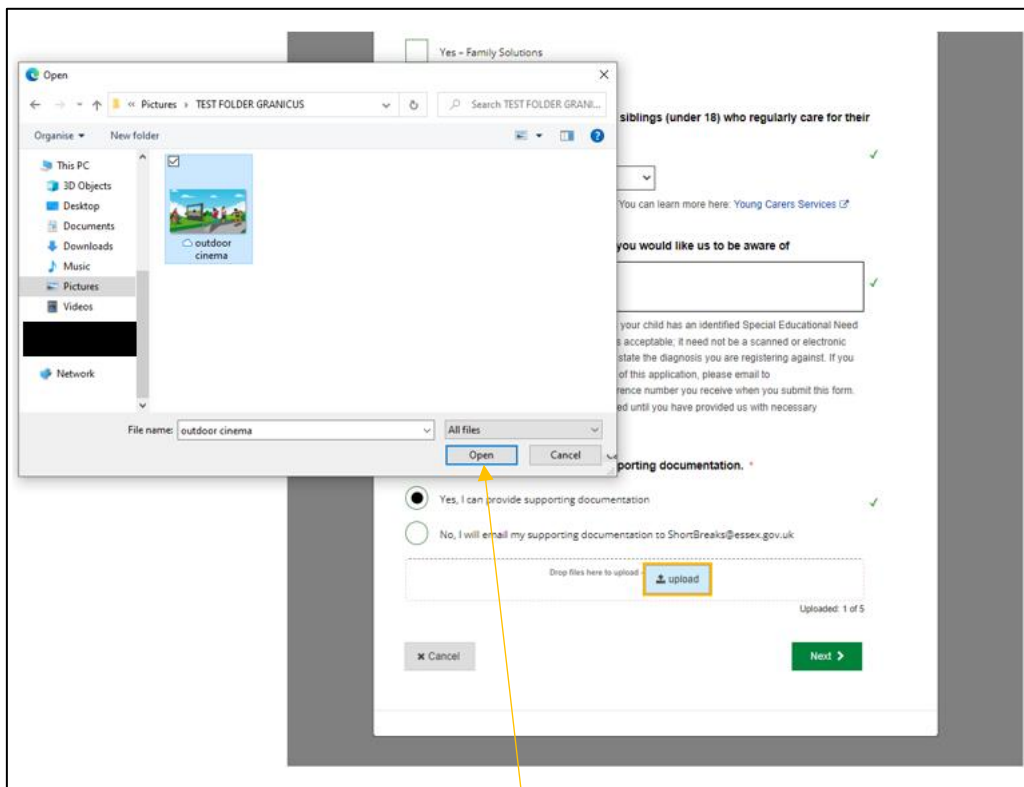 Yes – Family Solutions
Open
« Pictures › TEST FOLDER GRANICUS
Search TEST FOLDER GRANI...
Organise
New folder
This PC
3D Objects
Desktop
Documents
Downloads
Music
Pictures
Videos
Network
outdoor
cinema
File name: outdoor cinema
All files
Open
Cancel
siblings (under 18) who regularly care for their
You can learn more here: Young Carers Services
you would like us to be aware of
your child has an identified Special Educational Need
s acceptable; it need not be a scanned or electronic
state the diagnosis you are registering against. If you
of this application, please email to
rence number you receive when you submit this form.
ed until you have provided us with necessary
porting documentation. *
Yes, I can provide supporting documentation
No, I will email my supporting documentation to ShortBreaks@essex.gov.uk
Drop files here to upload -
upload
Uploaded: 1 of 5
Cancel
Next